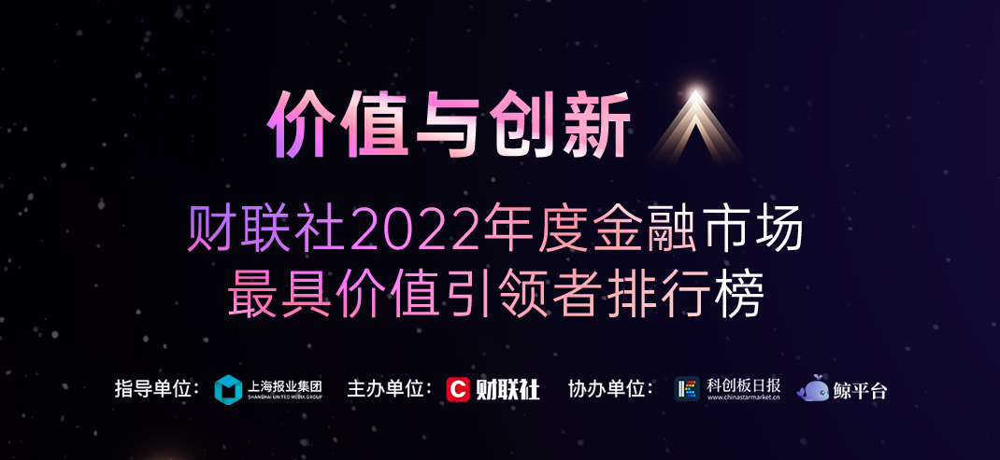 价值与创新
财联社2022年度金融市场
最具价值引领者排行榜
指导单位： 上海报业集团 主办单位： 财联社 协办单位： 科创板日报 鲸平台
SHANGHAI UNITED MEDIA GROUP www.chinastarmarket.cn